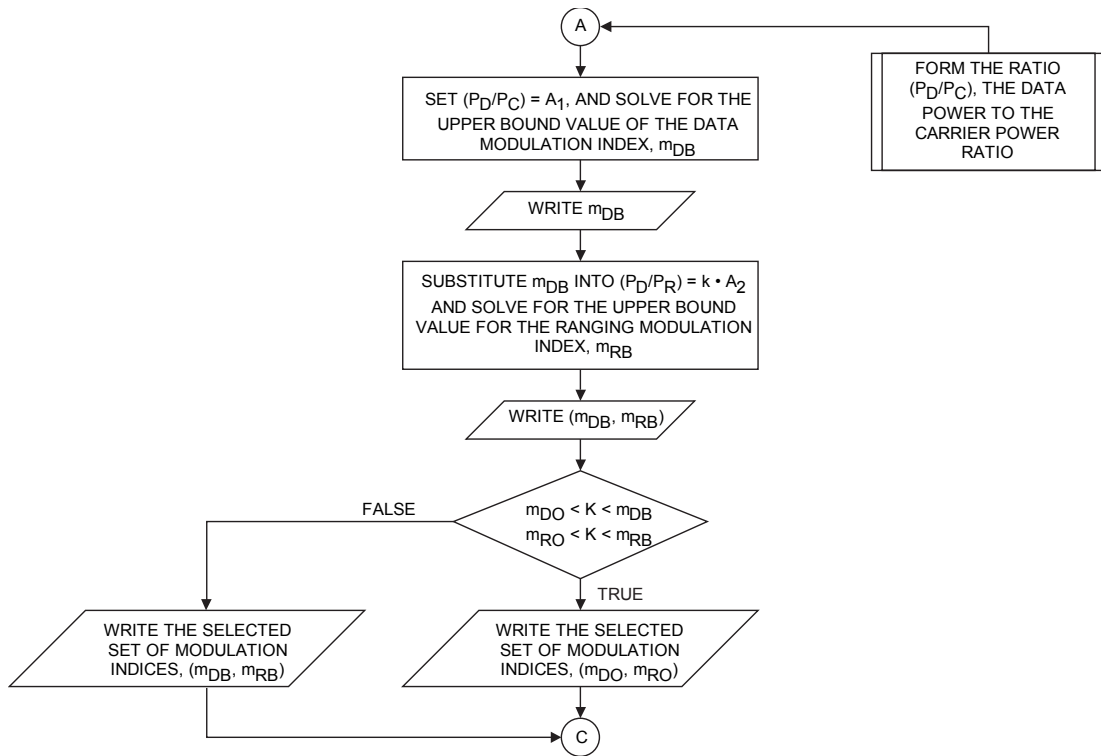 A
FORM THE RATIO
(PD/PC), THE DATA
POWER TO THE
CARRIER POWER
RATIO
SET (PD/PC) = A1, AND SOLVE FOR THE
UPPER BOUND VALUE OF THE DATA
MODULATION INDEX, mDB
WRITE mDB
SUBSTITUTE mDB INTO (PD/PR) = k • A2
AND SOLVE FOR THE UPPER BOUND
VALUE FOR THE RANGING MODULATION
INDEX, mRB
WRITE (mDB, mRB)
FALSE
mDO < K < mDB
mRO < K < mRB
TRUE
WRITE THE SELECTED
SET OF MODULATION
INDICES, (mDB, mRB)
WRITE THE SELECTED
SET OF MODULATION
INDICES, (mDO, mRO)
C